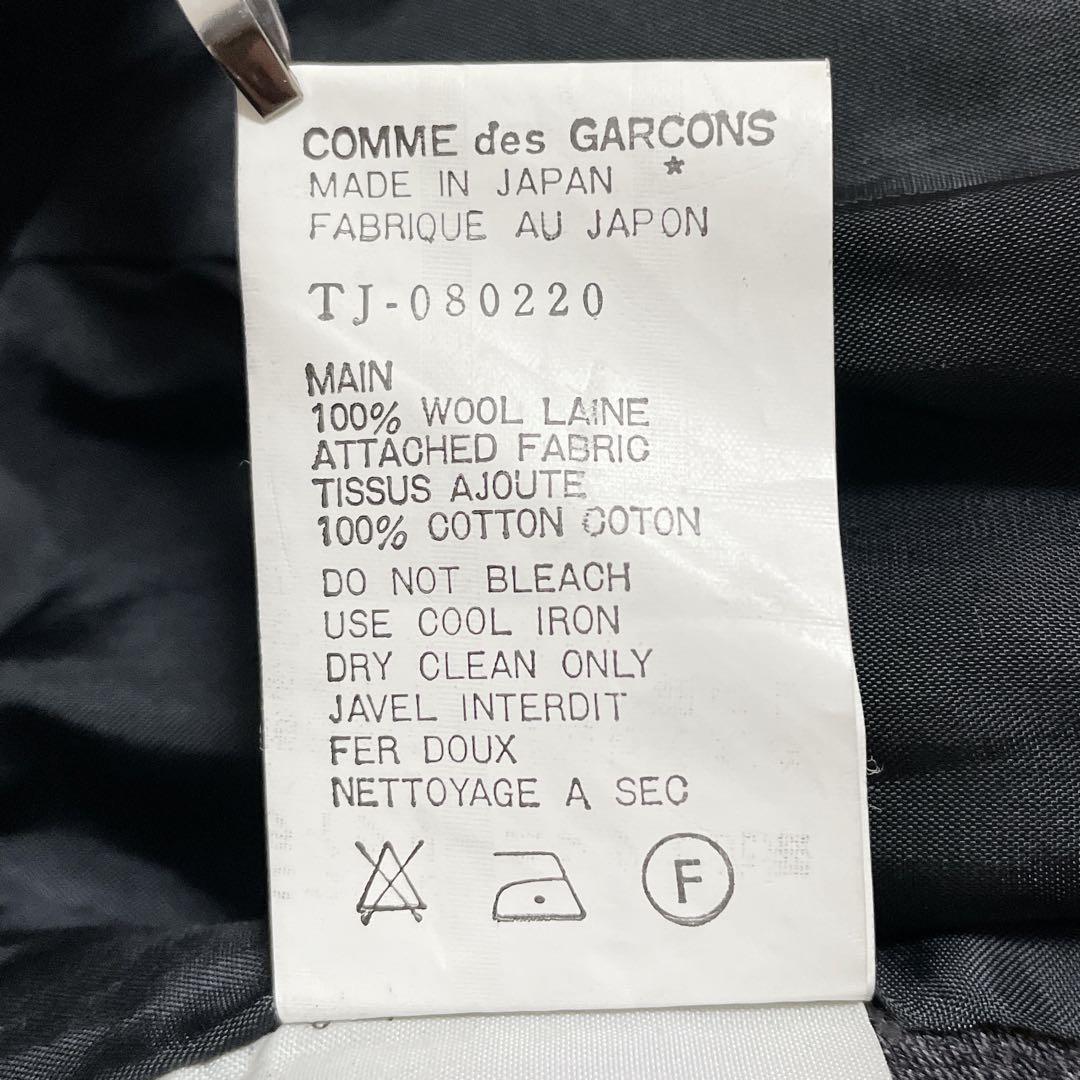 COMME des GARCONS
*
MADE IN JAPAN
FABRIQUE AU JAPON
TJ-080220
MAIN
100% WOOL LAINE
ATTACHED FABRIC
TISSUS AJOUTE
100% COTTON COTON
DO NOT BLEACH
USE COOL IRON
DRY CLEAN ONLY
JAVEL INTERDIT
FER DOUX
NETTOYAGE A SEC
F